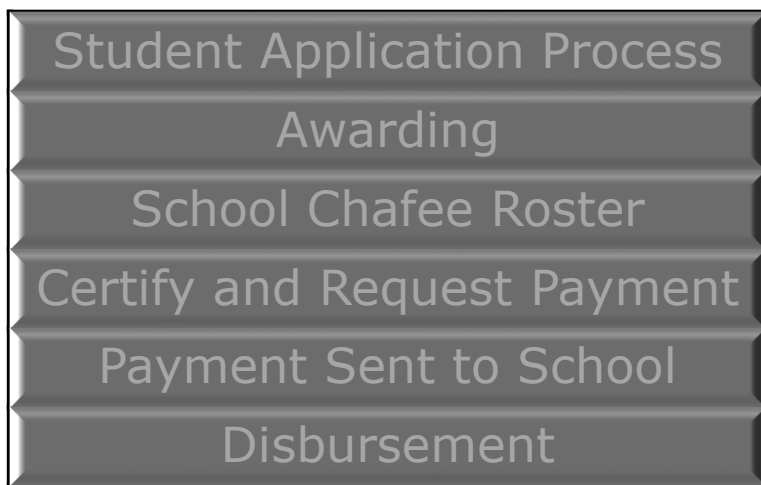 Student Application Process
Awarding
School Chafee Roster
Certify and Request Payment
Payment Sent to School
Disbursement